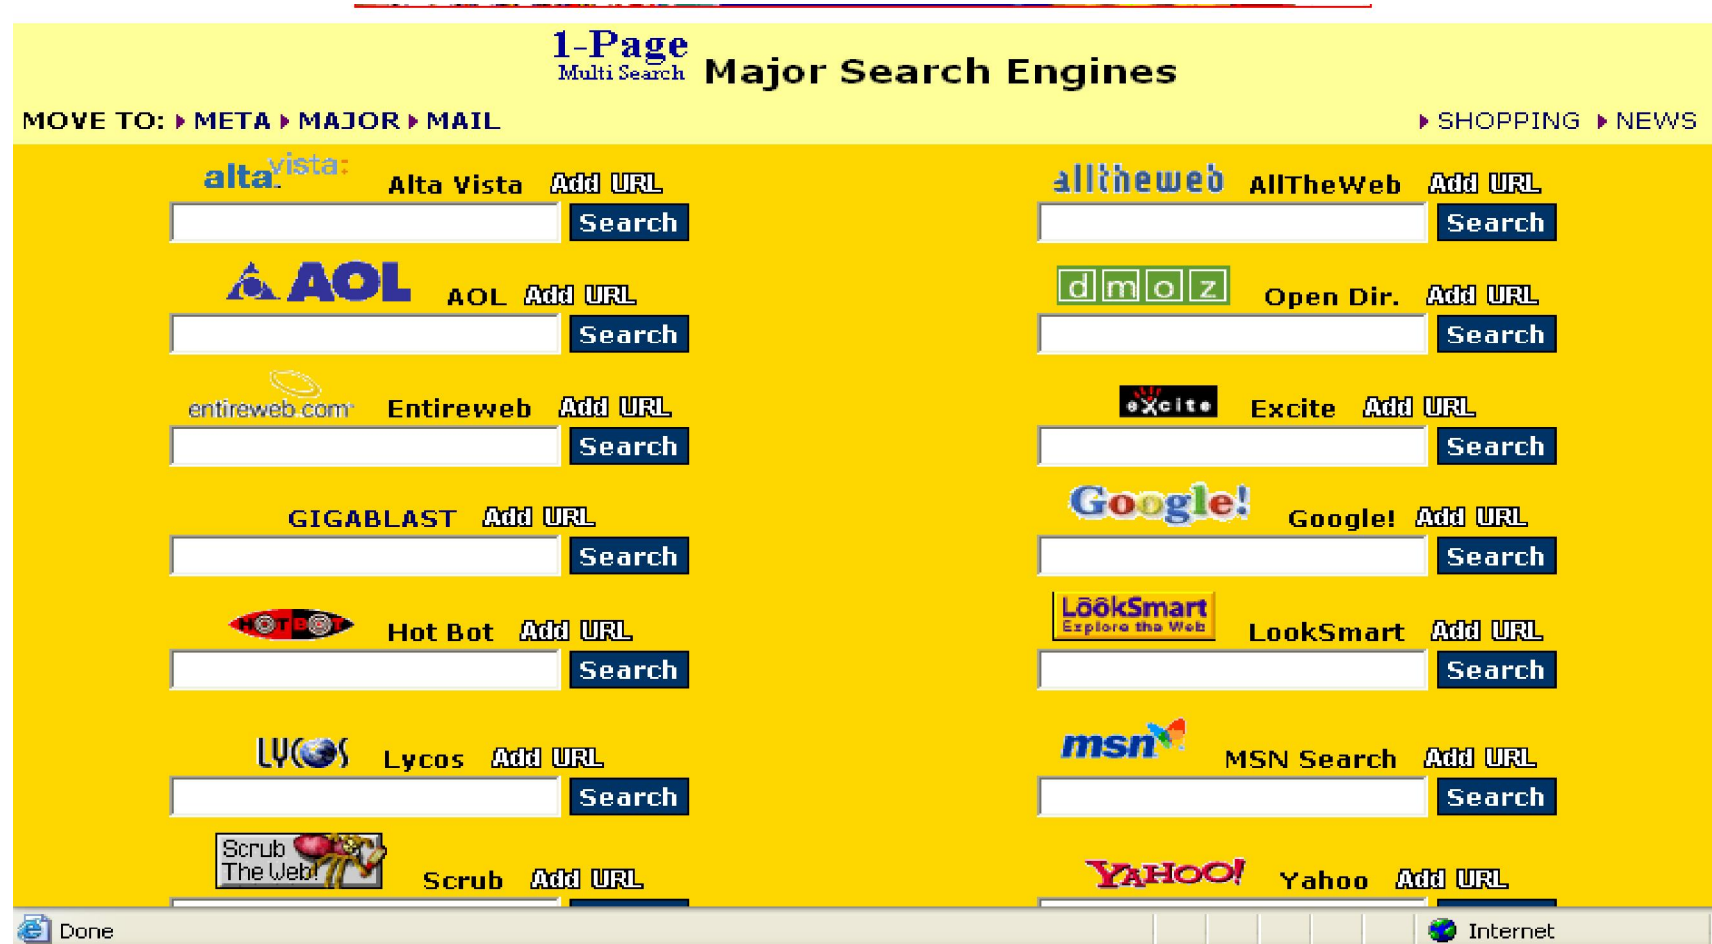 1-Page
Multi Search
Major Search Engines
MOVE TO: META MAJOR MAIL
SHOPPING NEWS
alta vista: Alta Vista Add URL
Search
alltheweb AllTheWeb Add URL
Search
AOL AOL Add URL
Search
dmoz Open Dir. Add URL
Search
entireweb.com Entireweb Add URL
Search
excite Excite Add URL
Search
GIGABLAST Add URL
Search
Google! Google! Add URL
Search
HOTBOT Hot Bot Add URL
Search
LookSmart
Explore the Web
LookSmart Add URL
Search
LYCOS Lycos Add URL
Search
msn MSN Search Add URL
Search
Scrub
The Web!
Scrub Add URL
YAHOO! Yahoo Add URL
Done
Internet